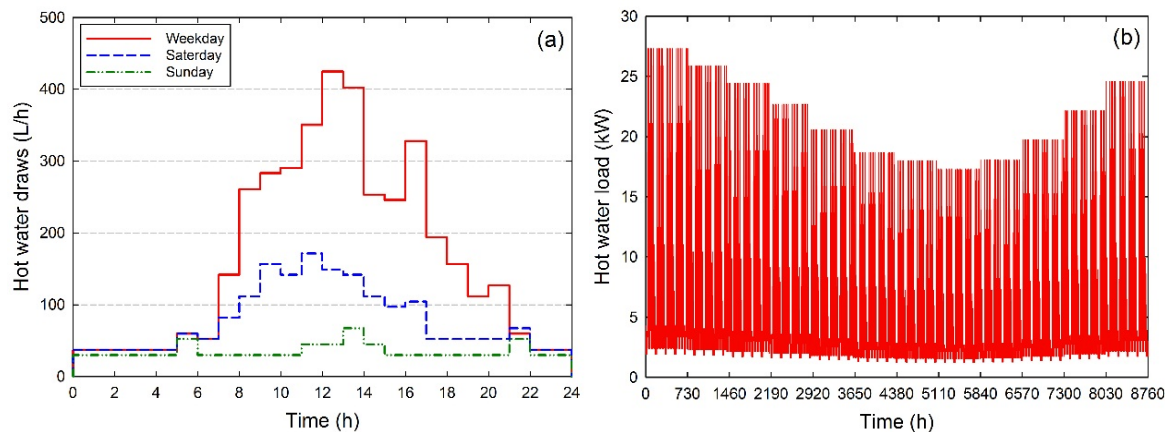 (a)
Weekday
Saterday
Sunday
Hot water draws (L/h)
500
400
300
200
100
0
0 2 4 6 8 10 12 14 16 18 20 22 24
Time (h)
(b)
Hot water load (kW)
30
25
20
15
10
5
0
0 730 1460 2190 2920 3650 4380 5110 5840 6570 7300 8030 8760
Time (h)